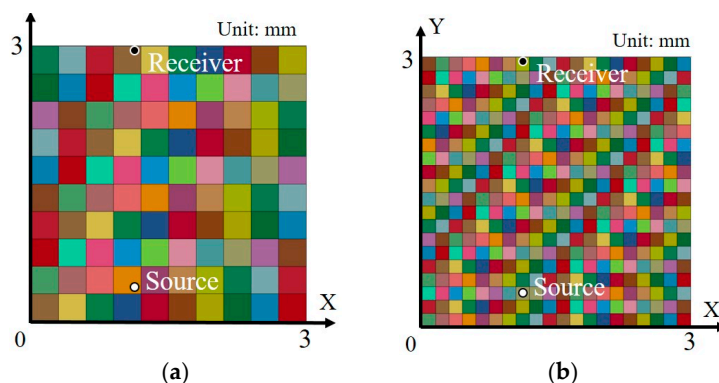 Unit: mm
3
Receiver
Source
X
0
3
(a)
Y
Unit: mm
3
Receiver
Source
X
0
3
(b)